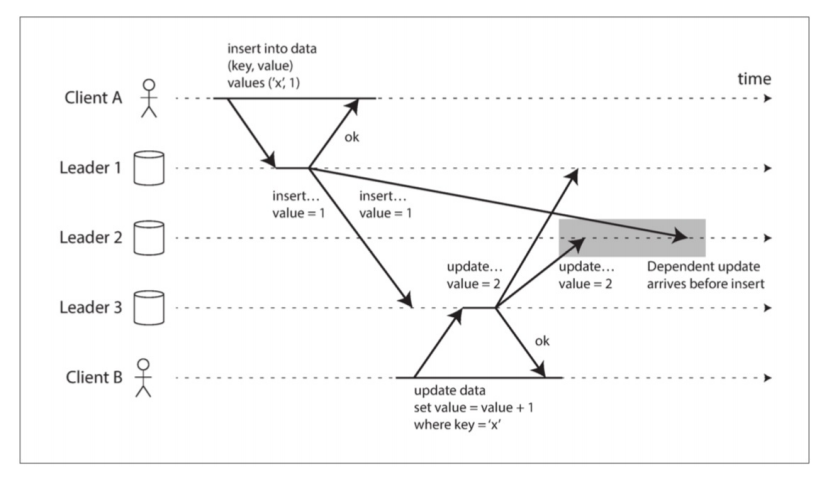 insert into data
(key, value)
values (‘x’, 1)
time
Client A
ok
Leader 1
insert…
value = 1
insert…
value = 1
Leader 2
update…
value = 2
update…
value = 2
Dependent update
arrives before insert
Leader 3
ok
Client B
update data
set value = value + 1
where key = ‘x’